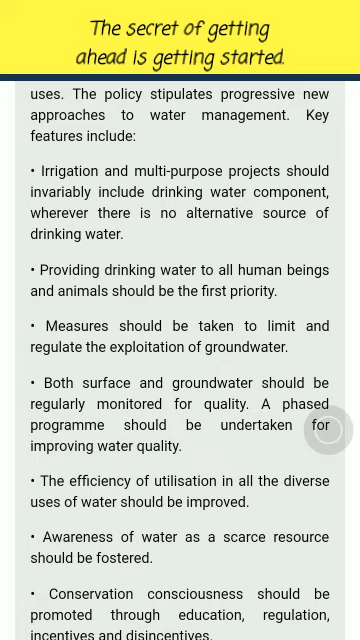 The secret of getting
ahead is getting started.
uses. The policy stipulates progressive new
approaches to water management. Key
features include:
• Irrigation and multi-purpose projects should
invariably include drinking water component,
wherever there is no alternative source of
drinking water.
• Providing drinking water to all human beings
and animals should be the first priority.
• Measures should be taken to limit and
regulate the exploitation of groundwater.
• Both surface and groundwater should be
regularly monitored for quality. A phased
programme should be undertaken for
improving water quality.
• The efficiency of utilisation in all the diverse
uses of water should be improved.
• Awareness of water as a scarce resource
should be fostered.
• Conservation consciousness should be
promoted through education, regulation,
incentives and disincentives.